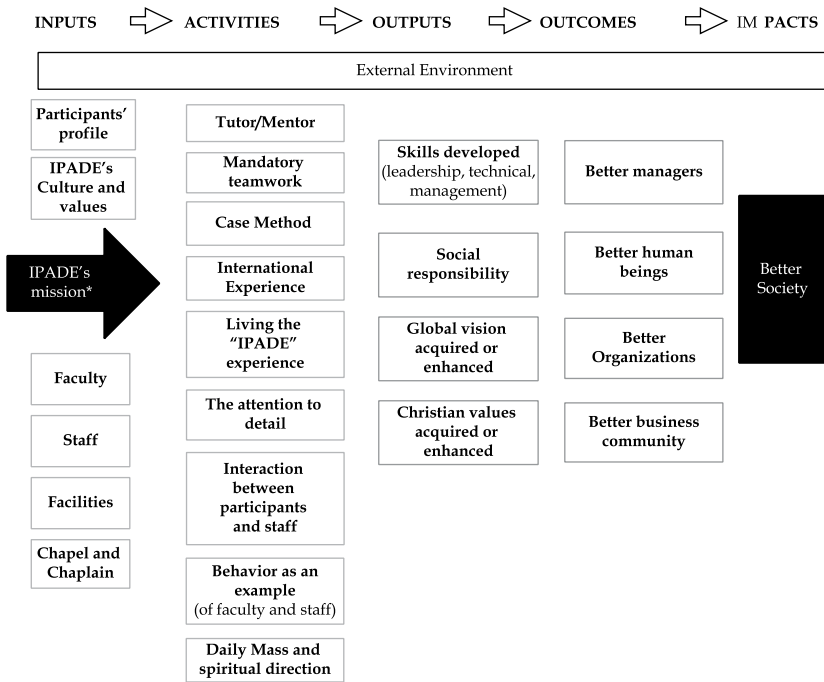 INPUTS
ACTIVITIES
OUTPUTS
OUTCOMES
IM PACTS
External Environment
Participants'
profile
IPADE's
Culture and
values
IPADE's
mission*
Faculty
Staff
Facilities
Chapel and
Chaplain
Tutor/Mentor
Mandatory
teamwork
Case Method
International
Experience
Living the
“IPADE”
experience
The attention to
detail
Interaction
between
participants
and staff
Behavior as an
example
(of faculty and staff)
Daily Mass and
spiritual direction
Skills developed
(leadership, technical,
management)
Social
responsibility
Global vision
acquired or
enhanced
Christian values
acquired or
enhanced
Better managers
Better human
beings
Better
Organizations
Better business
community
Better
Society